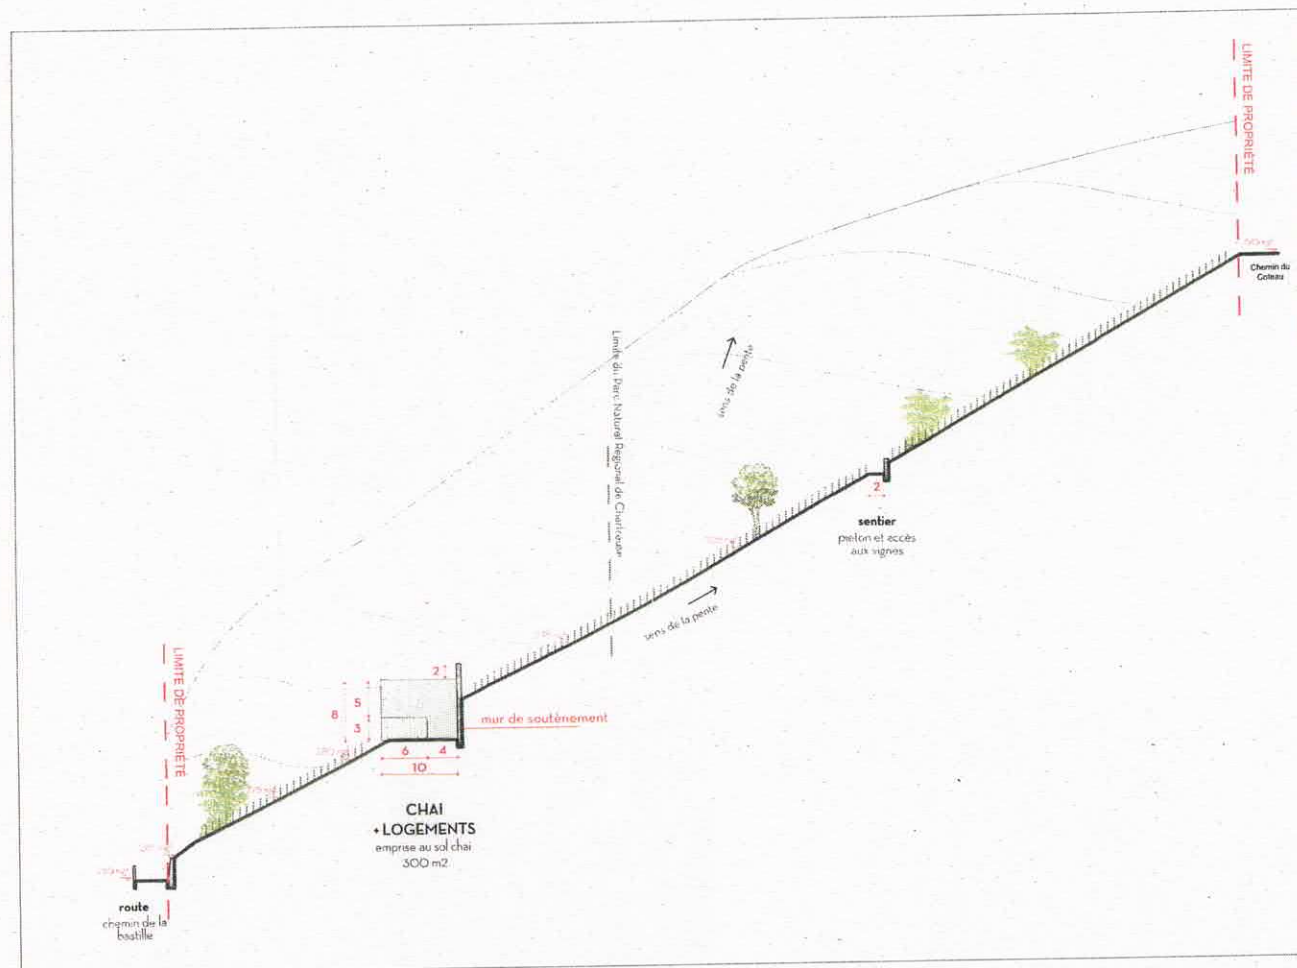 LIMITE DE PROPRIÉTÉ
Chemin du
Coteau
Limite du Parc Naturel Régional de Chartreuse
sens de la pente
2
sentier
piéton et accès
aux vignes
sens de la pente
LIMITE DE PROPRIÉTÉ
2
5
8
3
mur de soutènement
6 4
10
CHAI
+ LOGEMENTS
emprise au sol chai
300 m2
route
chemin de la
bastille